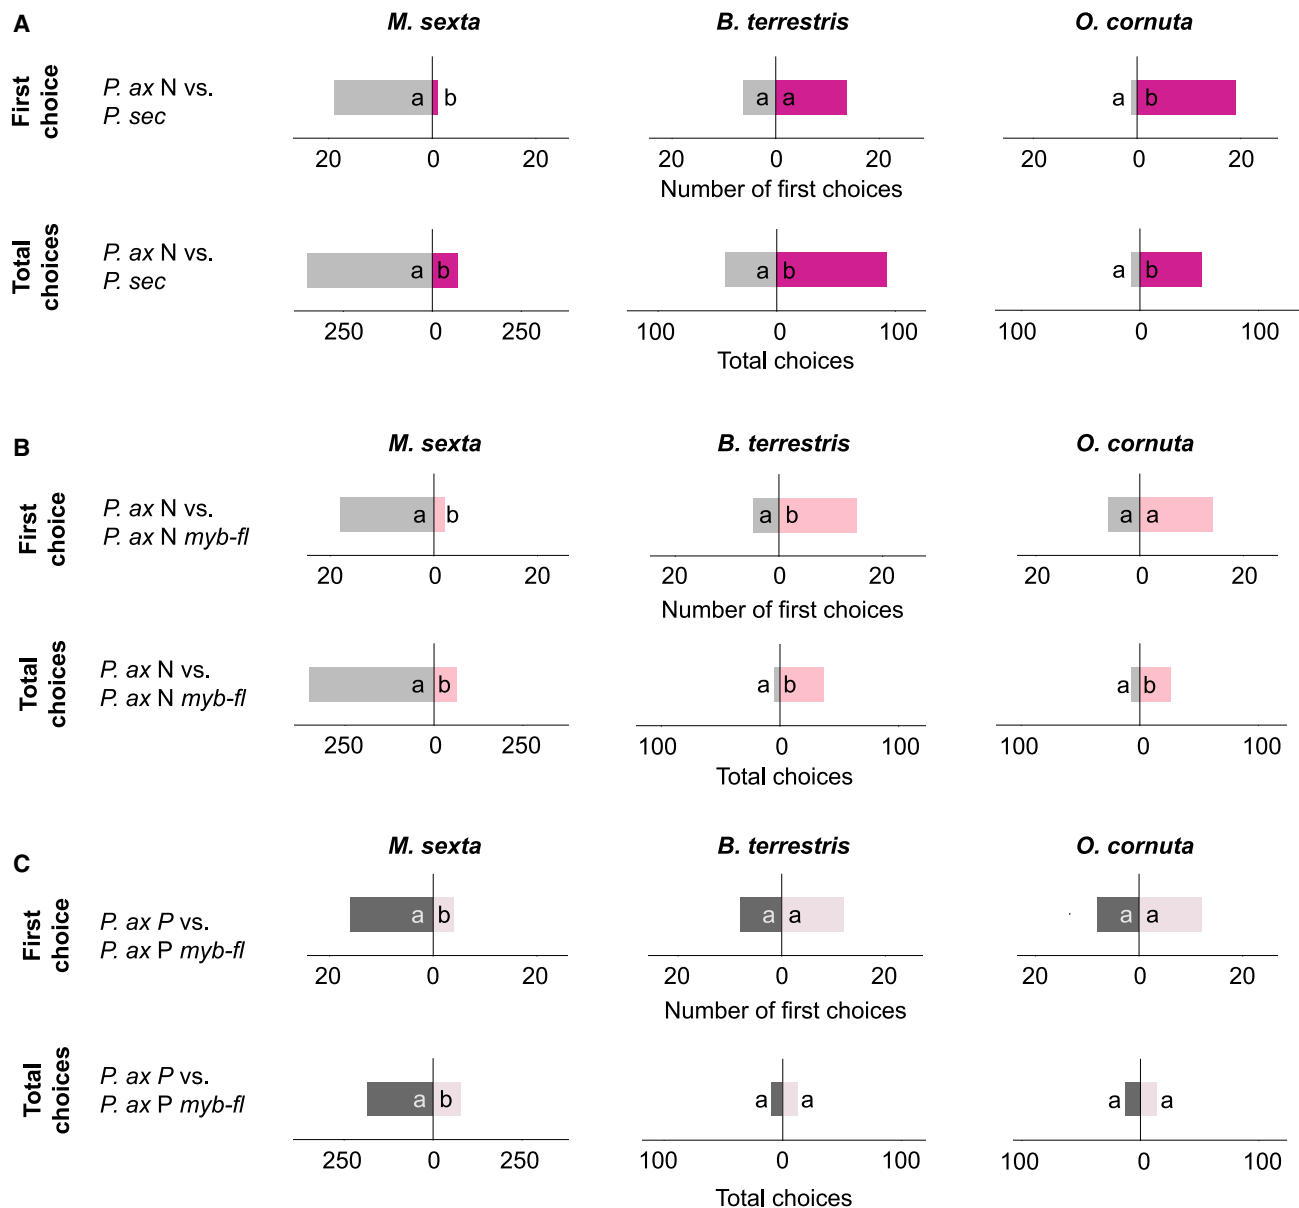 A
M. sexta
B. terrestris
O. cornuta
First choice
P. ax N vs.
P. sec
a b
a a
a b
20 0 20
20 0 20
20 0 20
Number of first choices
Total choices
P. ax N vs.
P. sec
a b
a b
a b
250 0 250
100 0 100
100 0 100
Total choices
B
M. sexta
B. terrestris
O. cornuta
First choice
P. ax N vs.
P. ax N myb-fl
a b
a b
a a
20 0 20
20 0 20
20 0 20
Number of first choices
Total choices
P. ax N vs.
P. ax N myb-fl
a b
a b
a b
250 0 250
100 0 100
100 0 100
Total choices
C
M. sexta
B. terrestris
O. cornuta
First choice
P. ax P vs.
P. ax P myb-fl
a b
a a
a a
20 0 20
20 0 20
20 0 20
Number of first choices
Total choices
P. ax P vs.
P. ax P myb-fl
a b
a a
a a
250 0 250
100 0 100
100 0 100
Total choices